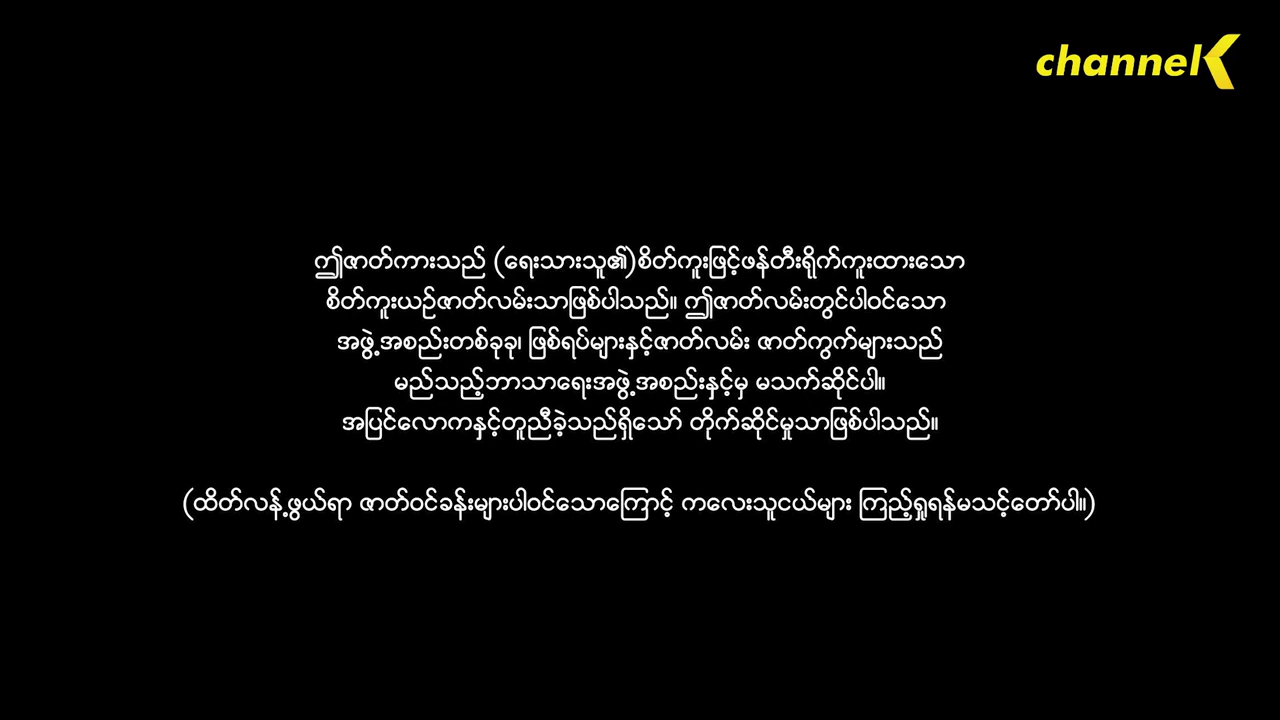 channelK
ဤဇာတ်ကားသည် (ရေးသားသူ၏)စိတ်ကူးဖြင့်ဖန်တီးရိုက်ကူးထားသော
စိတ်ကူးယဉ်ဇာတ်လမ်းသာဖြစ်ပါသည်။ ဤဇာတ်လမ်းတွင်ပါဝင်သော
အဖွဲ့အစည်းတစ်ခုခု၊ ဖြစ်ရပ်များနှင့်ဇာတ်လမ်း ဇာတ်ကွက်များသည်
မည်သည့်ဘာသာရေးအဖွဲ့အစည်းနှင့်မှ မသက်ဆိုင်ပါ။
အပြင်လောကနှင့်တူညီခဲ့သည်ရှိသော် တိုက်ဆိုင်မှုသာဖြစ်ပါသည်။
(ထိတ်လန့်ဖွယ်ရာ ဇာတ်ဝင်ခန်းများပါဝင်သောကြောင့် ကလေးသူငယ်များ ကြည့်ရှုရန်မသင့်တော်ပါ။)